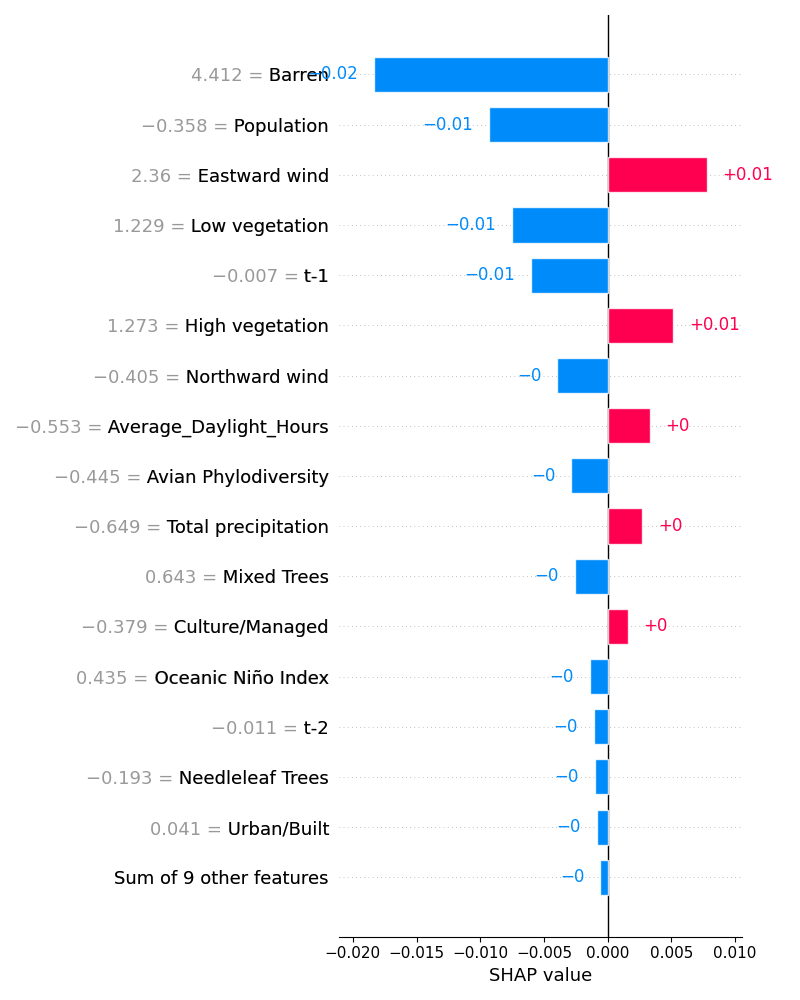 4.412 = Barren −0.02
−0.358 = Population −0.01
2.36 = Eastward wind +0.01
1.229 = Low vegetation −0.01
−0.007 = t-1 −0.01
1.273 = High vegetation +0.01
−0.405 = Northward wind −0
−0.553 = Average_Daylight_Hours +0
−0.445 = Avian Phylodiversity −0
−0.649 = Total precipitation +0
0.643 = Mixed Trees −0
−0.379 = Culture/Managed +0
0.435 = Oceanic Niño Index −0
−0.011 = t-2 −0
−0.193 = Needleleaf Trees −0
0.041 = Urban/Built −0
Sum of 9 other features −0
−0.020 −0.015 −0.010 −0.005 0.000 0.005 0.010
SHAP value